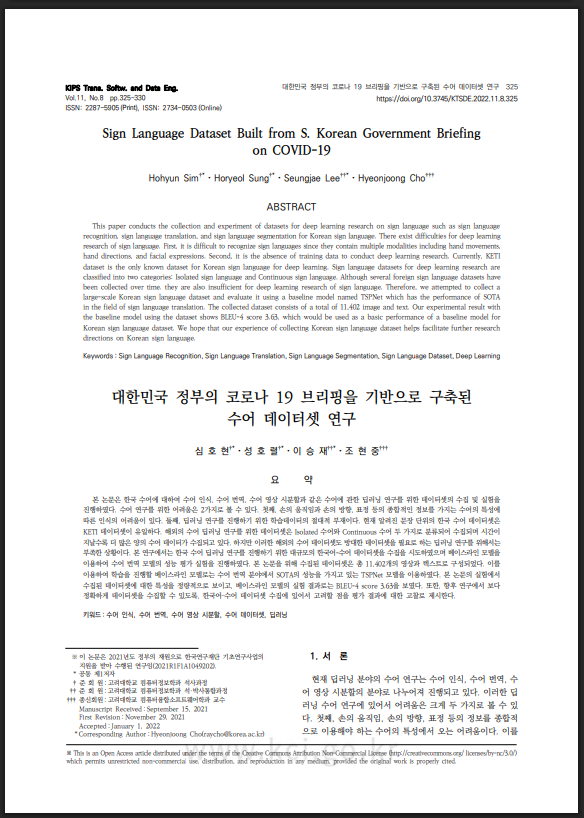 KIPS Trans. Softw. and Data Eng.
Vol.11, No.8 pp.325-330
ISSN: 2287-5905 (Print), ISSN: 2734-0503 (Online)
대한민국 정부의 코로나 19 브리핑을 기반으로 구축된 수어 데이터셋 연구 325
https://doi.org/10.3745/KTSDE.2022.11.8.325
Sign Language Dataset Built from S. Korean Government Briefing
on COVID-19
Hohyun Sim†* · Horyeol Sung†* · Seungjae Lee††* · Hyeonjoong Cho†††
ABSTRACT
This paper conducts the collection and experiment of datasets for deep learning research on sign language such as sign language
recognition, sign language translation, and sign language segmentation for Korean sign language. There exist difficulties for deep learning
research of sign language. First, it is difficult to recognize sign languages since they contain multiple modalities including hand movements,
hand directions, and facial expressions. Second, it is the absence of training data to conduct deep learning research. Currently, KETI
dataset is the only known dataset for Korean sign language for deep learning. Sign language datasets for deep learning research are
classified into two categories: Isolated sign language and Continuous sign language. Although several foreign sign language datasets have
been collected over time, they are also insufficient for deep learning research of sign language. Therefore, we attempted to collect a
large-scale Korean sign language dataset and evaluate it using a baseline model named TSPNet which has the performance of SOTA
in the field of sign language translation. The collected dataset consists of a total of 11,402 image and text. Our experimental result with
the baseline model using the dataset shows BLEU-4 score 3.63, which would be used as a basic performance of a baseline model for
Korean sign language dataset. We hope that our experience of collecting Korean sign language dataset helps facilitate further research
directions on Korean sign language.
Keywords : Sign Language Recognition, Sign Language Translation, Sign Language Segmentation, Sign Language Dataset, Deep Learning
대한민국 정부의 코로나 19 브리핑을 기반으로 구축된
수어 데이터셋 연구
심 호 현†* · 성 호 렬†* · 이 승 재††* · 조 현 중†††
요 약
본 논문은 한국 수어에 대하여 수어 인식, 수어 번역, 수어 영상 시분할과 같은 수어에 관한 딥러닝 연구를 위한 데이터셋의 수집 및 실험을
진행하였다. 수어 연구를 위한 어려움은 2가지로 볼 수 있다. 첫째, 손의 움직임과 손의 방향, 표정 등의 종합적인 정보를 가지는 수어의 특성에
따른 인식의 어려움이 있다. 둘째, 딥러닝 연구를 진행하기 위한 학습데이터의 절대적 부재이다. 현재 알려진 문장 단위의 한국 수어 데이터셋은
KETI 데이터셋이 유일하다. 해외의 수어 딥러닝 연구를 위한 데이터셋은 Isolated 수어와 Continuous 수어 두 가지로 분류되어 수집되며 시간이
지날수록 더 많은 양의 수어 데이터가 수집되고 있다. 하지만 이러한 해외의 수어 데이터셋도 방대한 데이터셋을 필요로 하는 딥러닝 연구를 위해서는
부족한 상황이다. 본 연구에서는 한국 수어 딥러닝 연구를 진행하기 위한 대규모의 한국어-수어 데이터셋을 수집을 시도하였으며 베이스라인 모델을
이용하여 수어 번역 모델의 성능 평가 실험을 진행하였다. 본 논문을 위해 수집된 데이터셋은 총 11,402개의 영상과 텍스트로 구성되었다. 이를
이용하여 학습을 진행할 베이스라인 모델로는 수어 번역 분야에서 SOTA의 성능을 가지고 있는 TSPNet 모델을 이용하였다. 본 논문의 실험에서
수집된 데이터셋에 대한 특성을 정량적으로 보이고, 베이스라인 모델의 실험 결과로는 BLEU-4 score 3.63을 보였다. 또한, 향후 연구에서 보다
정확하게 데이터셋을 수집할 수 있도록, 한국어-수어 데이터셋 수집에 있어서 고려할 점을 평가 결과에 대한 고찰로 제시한다.
키워드 : 수어 인식, 수어 번역, 수어 영상 시분할, 수어 데이터셋, 딥러닝
※ 이 논문은 2021년도 정부의 재원으로 한국연구재단 기초연구사업의
지원을 받아 수행된 연구임(2021R1F1A1049202).
* 공동 제1저자
† 준 회 원 : 고려대학교 컴퓨터정보학과 석사과정
†† 준 회 원 : 고려대학교 컴퓨터정보학과 석·박사통합과정
††† 종신회원 : 고려대학교 컴퓨터융합소프트웨어학과 교수
Manuscript Received : September 15, 2021
First Revision : November 29, 2021
Accepted : January 1, 2022
* Corresponding Author : Hyeonjoong Cho(raycho@korea.ac.kr)
1. 서 론
현재 딥러닝 분야의 수어 연구는 수어 인식, 수어 번역, 수
어 영상 시분할의 분야로 나누어져 진행되고 있다. 이러한 딥
러닝 수어 연구에 있어서 어려움은 크게 두 가지로 볼 수 있
다. 첫째, 손의 움직임, 손의 방향, 표정 등의 정보를 종합적
으로 이용해야 하는 수어의 특성에서 오는 어려움이다. 이를
※ This is an Open Access article distributed under the terms of the Creative Commons Attribution Non-Commercial License (http://creativecommons.org/ licenses/by-nc/3.0/)
which permits unrestricted non-commercial use, distribution, and reproduction in any medium, provided the original work is properly cited.